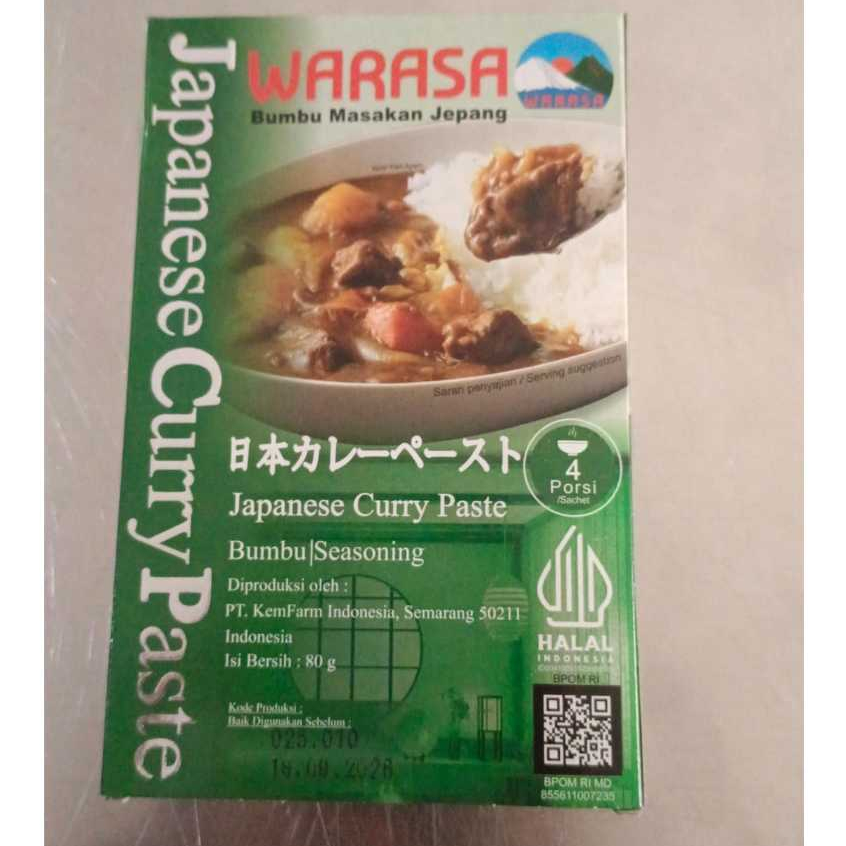 Japanese Curry Paste
WARASA
WARASA
Bumbu Masakan Jepang
Saran penyajian / Serving suggestion
日本カレーペースト
4
Porsi
/Sachet
Japanese Curry Paste
Bumbu|Seasoning
Diproduksi oleh :
PT. KemFarm Indonesia, Semarang 50211
Indonesia
Isi Bersih : 80 g
HALAL
INDONESIA
BPOM RI
Kode Produksi :
Baik Digunakan Sebelum :
BPOM RI MD
855611007235